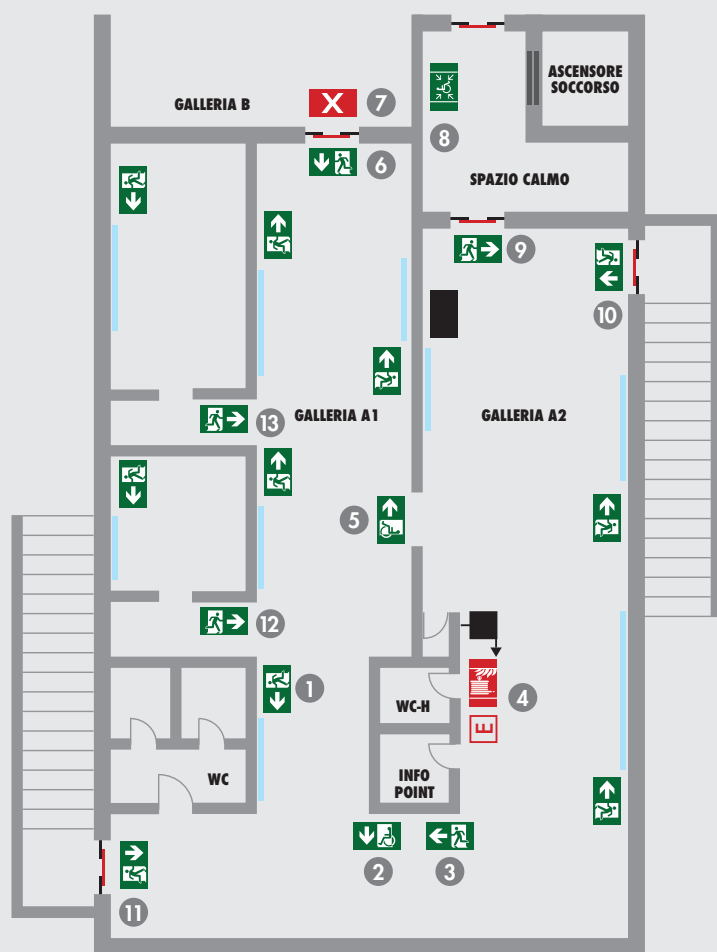 ASCENSORE
SOCCORSO
GALLERIA B
X
7
8
6
SPAZIO CALMO
9
10
13
GALLERIA A1
GALLERIA A2
5
12
1
WC-H
4
E
WC
INFO
POINT
2
3
11